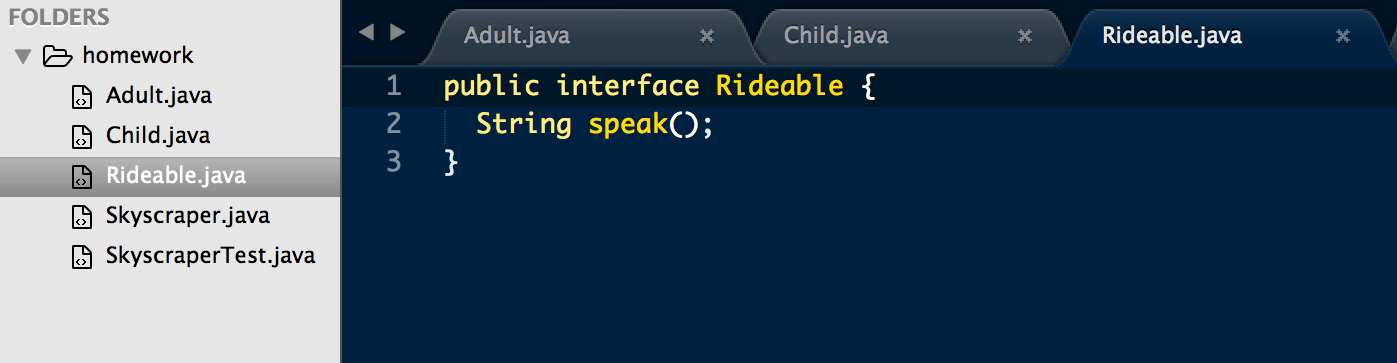 FOLDERS
homework
Adult.java
Child.java
Rideable.java
Skyscraper.java
SkyscraperTest.java
Adult.java × Child.java × Rideable.java ×
1 public interface Rideable {
2 String speak();
3 }